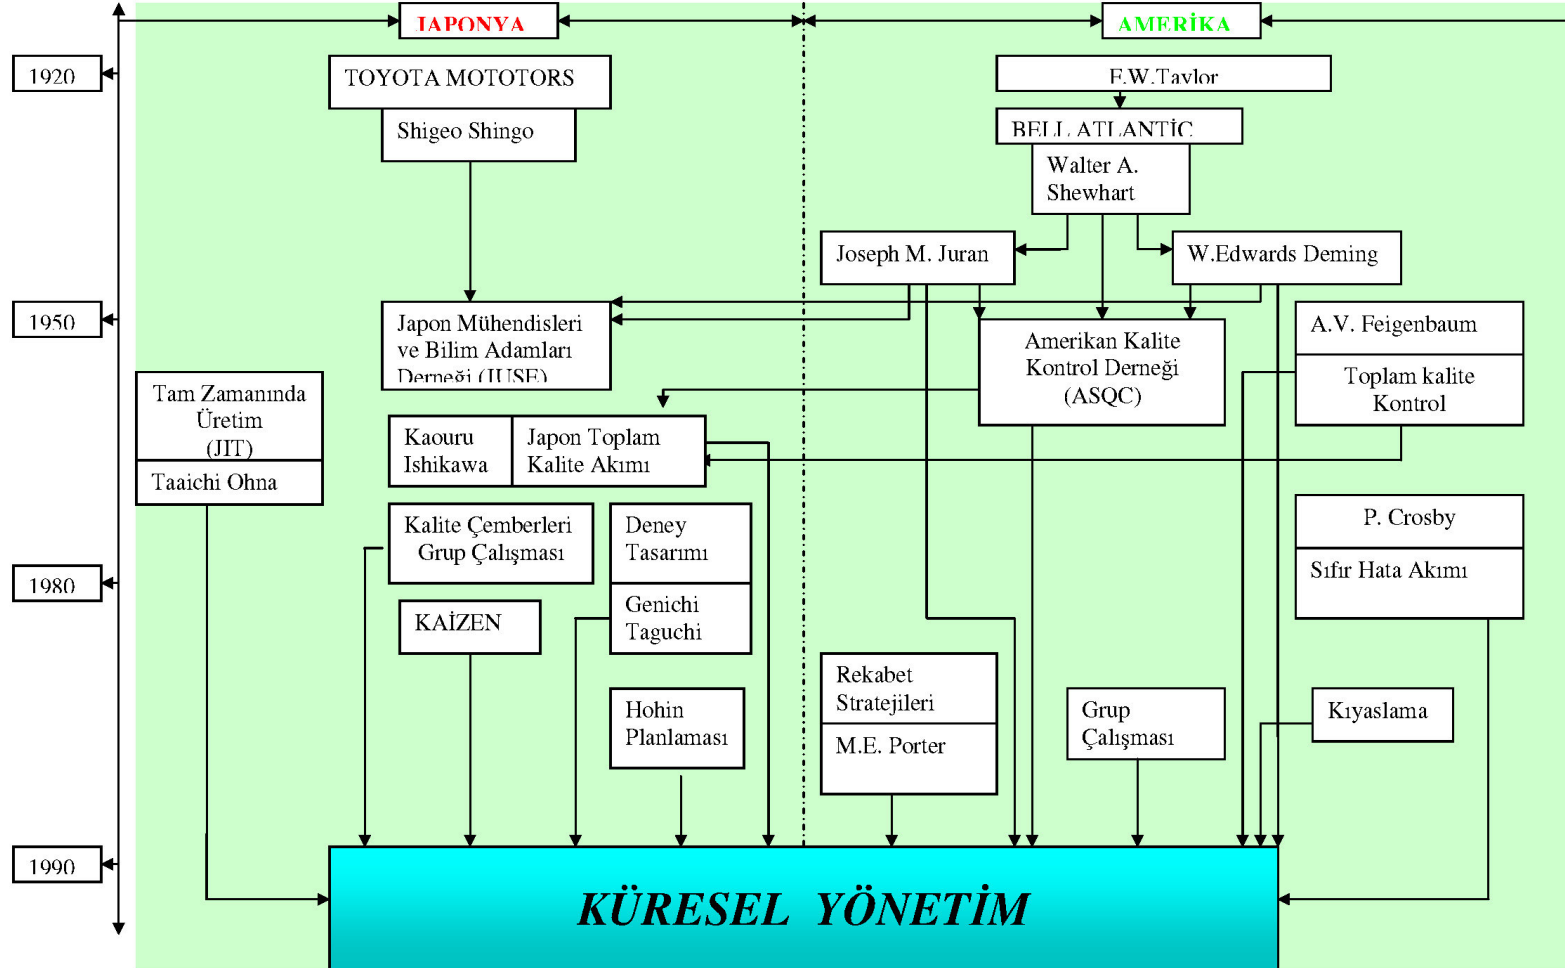 JAPONYA
AMERİKA
1920
TOYOTA MOTOTORS
F.W.Taylor
Shigeo Shingo
BELL ATLANTİC
Walter A.
Shewhart
Joseph M. Juran
W.Edwards Deming
1950
Japon Mühendisleri
ve Bilim Adamları
Derneği (JUSE)
Amerikan Kalite
Kontrol Derneği
(ASQC)
A.V. Feigenbaum
Toplam kalite
Kontrol
Tam Zamanında
Üretim
(JIT)
Taaichi Ohna
Kaouru
Ishikawa
Japon Toplam
Kalite Akımı
Kalite Çemberleri
Grup Çalışması
Deney
Tasarımı
Genichi
Taguchi
P. Crosby
Sıfır Hata Akımı
1980
KAİZEN
Hohin
Planlaması
Rekabet
Stratejileri
M.E. Porter
Grup
Çalışması
Kıyaslama
1990
KÜRESEL YÖNETİM